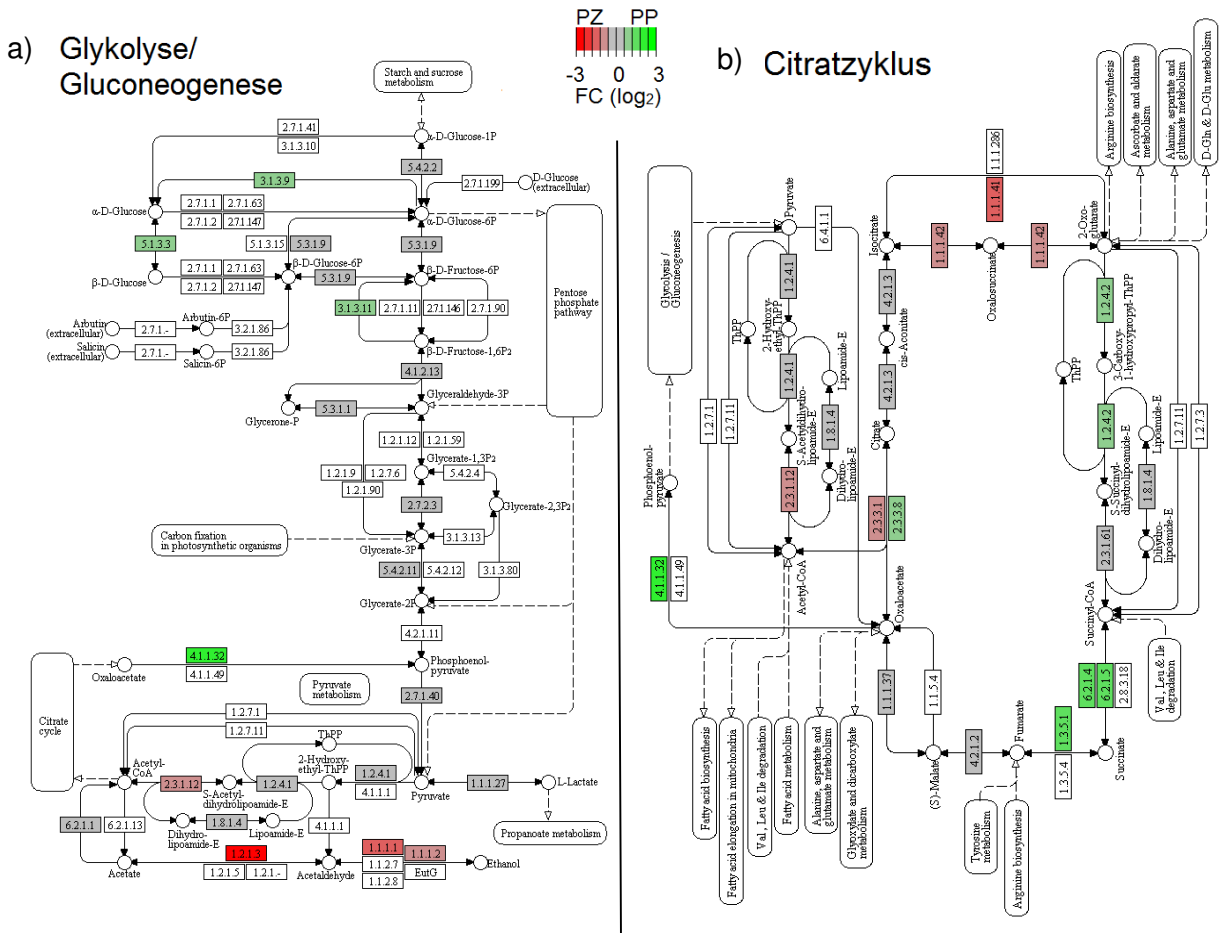 a) Glykolyse/
Gluconeogenese
PZ PP
-3 0 3
FC (log2)
b) Citratzyklus
Starch and sucrose
metabolism
2.7.1.41
3.1.3.10
α-D-Glucose-1P
5.4.2.2
3.1.3.9
2.7.1.199
D-Glucose
(extracellular)
α-D-Glucose
2.7.1.1 2.7.1.63
2.7.1.2 2.7.1.147
α-D-Glucose-6P
5.1.3.3
5.3.1.15 5.3.1.9
5.3.1.9
β-D-Glucose-6P
β-D-Fructose-6P
β-D-Glucose
2.7.1.1 2.7.1.63
2.7.1.2 2.7.1.147
5.3.1.9
Pentose
phosphate
pathway
3.1.3.11 2.7.1.11 2.7.1.146 2.7.1.90
Arbutin
(extracellular)
2.7.1.-
Arbutin-6P
3.2.1.86
Salicin
(extracellular)
2.7.1.-
Salicin-6P
3.2.1.86
β-D-Fructose-1,6P2
4.1.2.13
Glyceraldehyde-3P
Glycerone-P
5.3.1.1
1.2.1.12 1.2.1.59
1.2.1.9 1.2.7.6
1.2.1.90
Glycerate-1,3P2
5.4.2.4
2.7.2.3
Glycerate-2,3P2
Carbon fixation
in photosynthetic organisms
3.1.3.13
Glycerate-3P
5.4.2.11 5.4.2.12 3.1.3.80
Glycerate-2P
4.2.1.11
Oxaloacetate
4.1.1.32
4.1.1.49
Phosphoenol-
pyruvate
Pyruvate
metabolism
2.7.1.40
Citrate
cycle
1.2.7.1
1.2.7.11
ThPP
Acetyl-
CoA
2-Hydroxy-
ethyl-ThPP
2.3.1.12
S-Acetyl-
dihydrolipoamide-E
1.2.4.1
1.2.4.1
4.1.1.1
Pyruvate
1.1.1.27
L-Lactate
6.2.1.1 6.2.1.13
1.8.1.4
Dihydro-
lipoamide-E
Lipoamide-E
4.1.1.1
Propanoate metabolism
Acetate
1.2.1.3
1.2.1.5 1.2.1.-
Acetaldehyde
1.1.1.1 1.1.1.2
1.1.2.7 EutG
1.1.2.8
Ethanol
Glycolysis /
Gluconeogenesis
Pyruvate
6.4.1.1
1.2.4.1
ThPP
2-Hydroxy-
ethyl-ThPP
1.2.7.1
1.2.7.11
1.2.4.1
Lipoamide-E
1.8.1.4
S-Acetyldihydro-
lipoamide-E
Dihydro-
lipoamide-E
2.3.1.12
Acetyl-CoA
Phosphoenol-
pyruvate
4.1.1.32
4.1.1.49
Isocitrate
4.2.1.3
cis-Aconitate
4.2.1.3
Citrate
2.3.3.1
2.3.3.8
Oxaloacetate
1.1.1.286
1.1.1.41
1.1.1.42
Oxalosuccinate
1.1.1.42
2-Oxo-
glutarate
Arginine biosynthesis
Ascorbate and aldarate
metabolism
Alanine, aspartate and
glutamate metabolism
D-Gln & D-Glu metabolism
1.2.4.2
ThPP
3-Carboxy-
1-hydroxypropyl-ThPP
1.2.4.2
Lipoamide-E
1.8.1.4
S-Succinyl-
dihydrolipoamide-E
Dihydro-
lipoamide-E
2.3.1.61
1.2.7.11
1.2.7.3
Succinyl-CoA
Val, Leu & Ile
degradation
6.2.1.4
6.2.1.5
2.8.3.18
Succinate
1.3.5.1
1.3.5.4
Fumarate
4.2.1.2
(S)-Malate
1.1.1.37
1.1.5.4
Fatty acid biosynthesis
Fatty acid elongation in mitochondria
Val, Leu & Ile degradation
Fatty acid metabolism
Alanine, aspartate and
glutamate metabolism
Glyoxylate and dicarboxylate
metabolism
Tyrosine
metabolism
Arginine biosynthesis